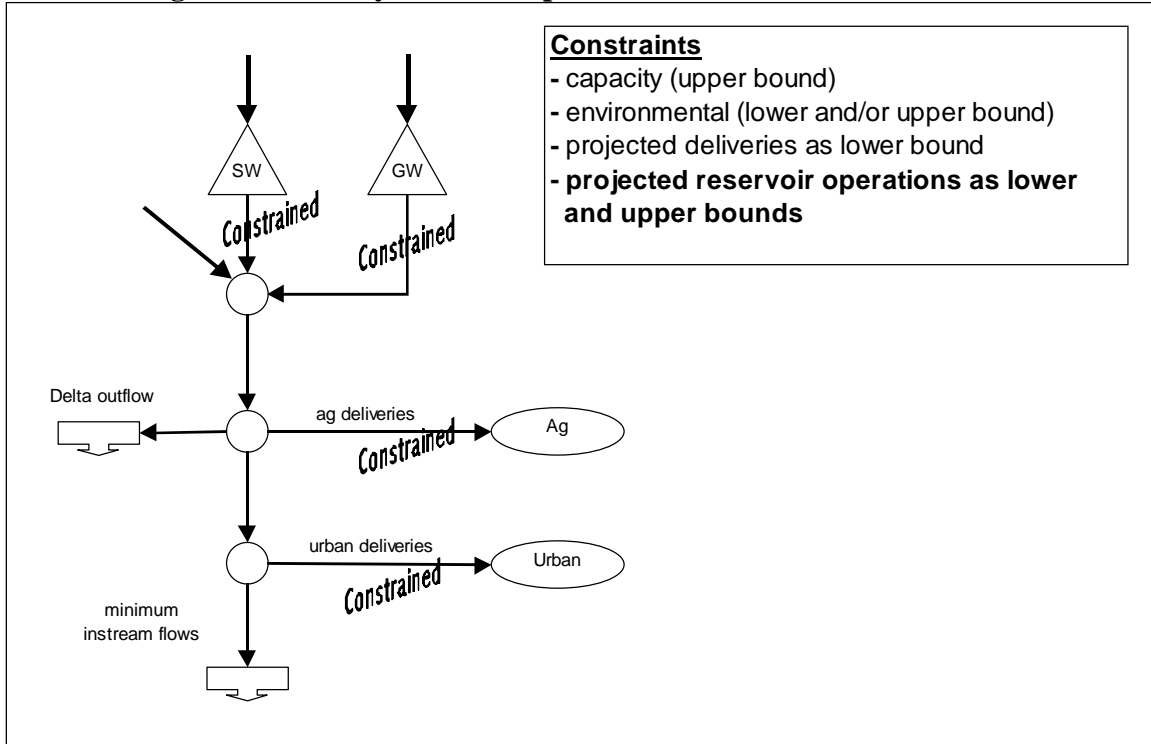 Constraints
- capacity (upper bound)
- environmental (lower and/or upper bound)
- projected deliveries as lower bound
- projected reservoir operations as lower
and upper bounds
SW
GW
Constrained
Constrained
Delta outflow
ag deliveries
Ag
Constrained
urban deliveries
Urban
Constrained
minimum
instream flows